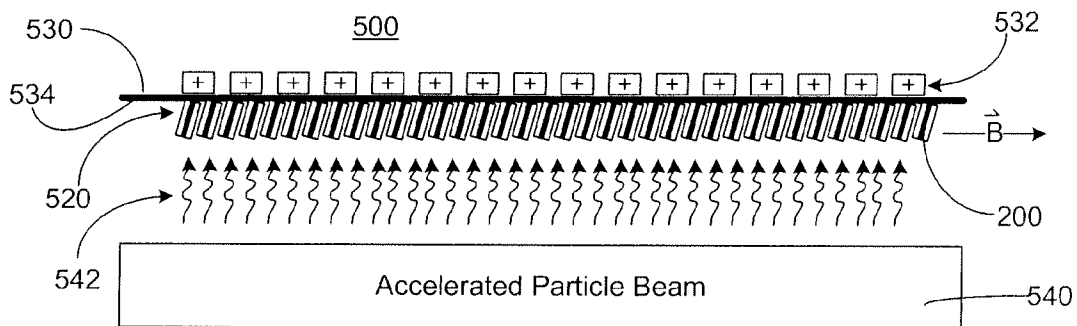 500
530
532
534
+ + + + + + + + + + + + + + + +
B
520
200
542
Accelerated Particle Beam
540